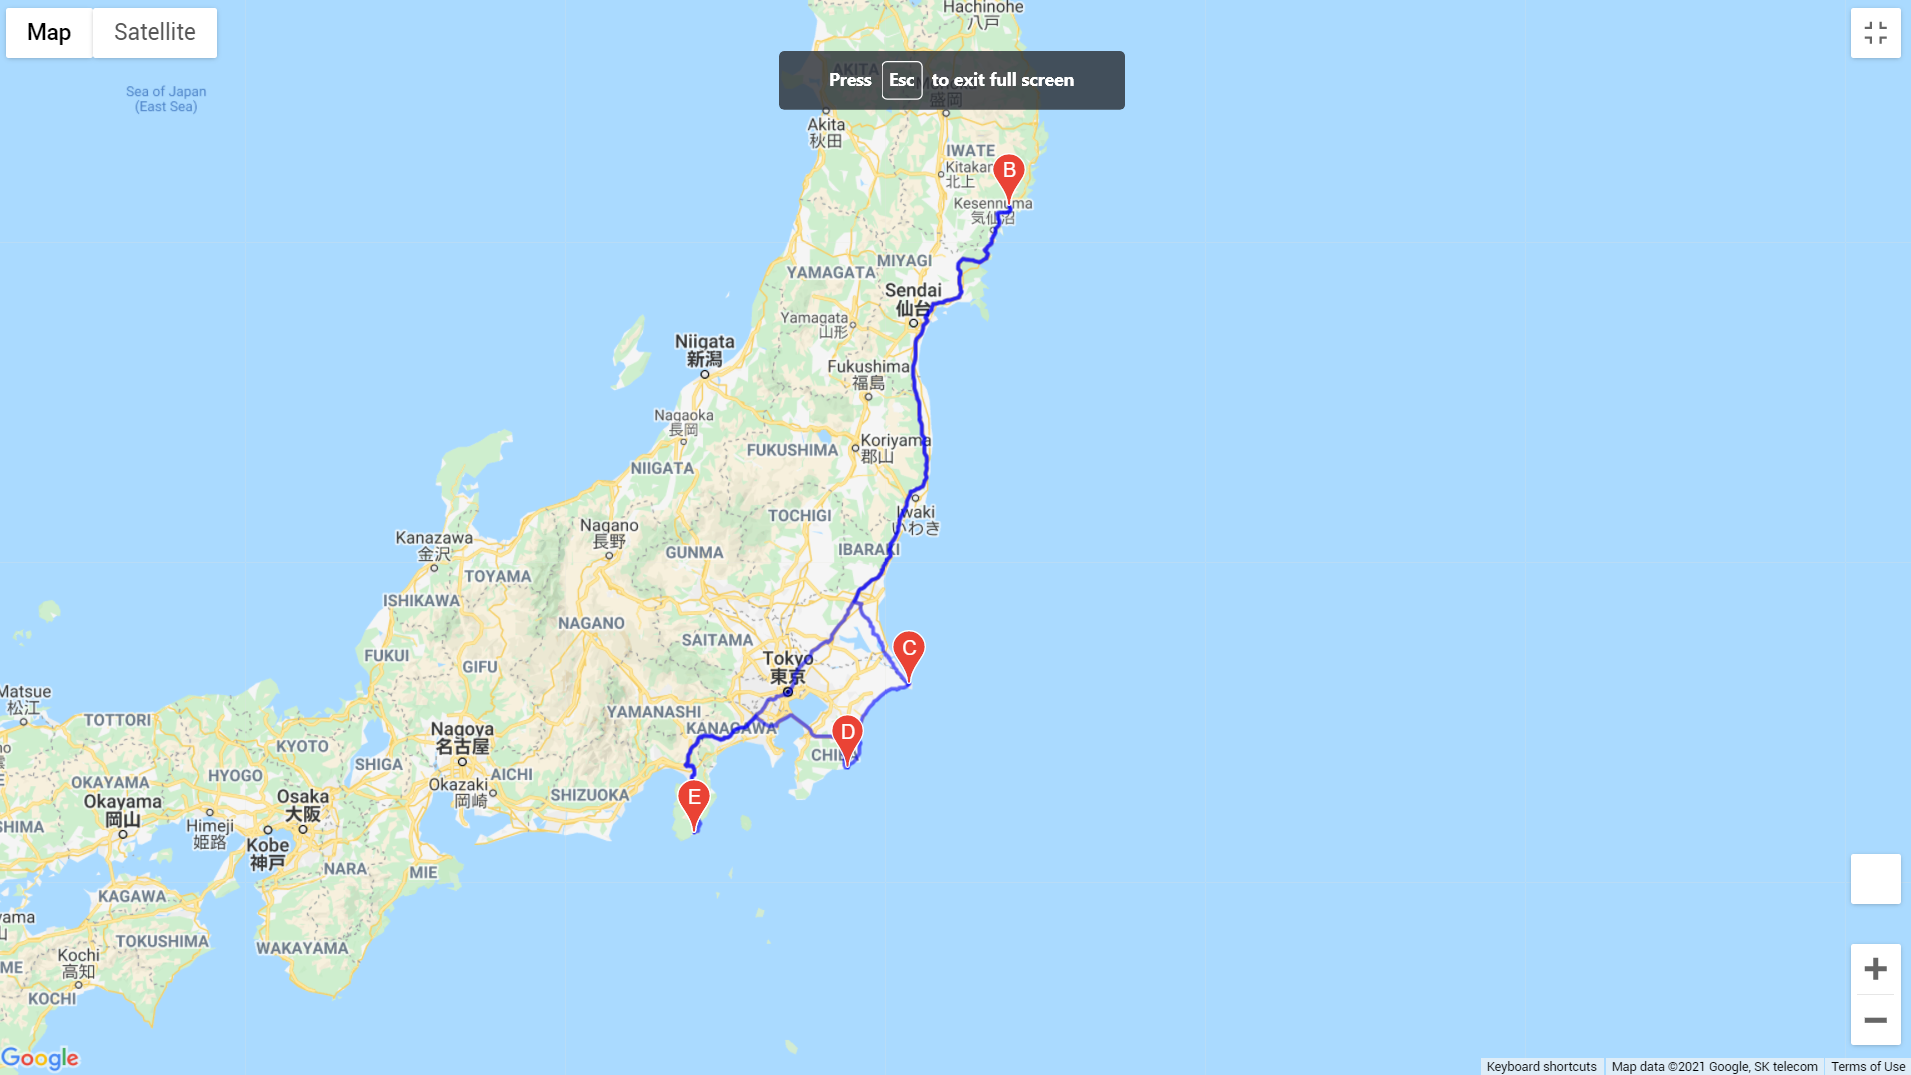 Map
Satellite
Hachinohe
八戸
Press Esc to exit full screen
AKITA
盛岡
Sea of Japan
(East Sea)
Akita
秋田
IWATE
北上
B
Kesennuma
気仙沼
MIYAGI
YAMAGATA
Sendai
仙台
Yamagata
山形
Niigata
新潟
Fukushima
福島
Nagaoka
長岡
Koriyama
郡山
FUKUSHIMA
NIIGATA
Iwaki
いわき
TOCHIGI
Nagano
長野
Kanazawa
金沢
GUNMA
IBARAKI
TOYAMA
ISHIKAWA
NAGANO
SAITAMA
C
FUKUI
GIFU
Tokyo
東京
Matsue
松江
TOTTORI
YAMANASHI
KANAGAWA
D
Nagoya
名古屋
KYOTO
SHIGA
CHIBA
OKAYAMA
HYOGO
AICHI
Okazaki
岡崎
SHIZUOKA
E
Okayama
岡山
Osaka
大阪
Himeji
姫路
Kobe
神戸
NARA
MIE
KAGAWA
TOKUSHIMA
WAKAYAMA
Kochi
高知
KOCHI
Google
Keyboard shortcuts
Map data ©2021 Google, SK telecom
Terms of Use